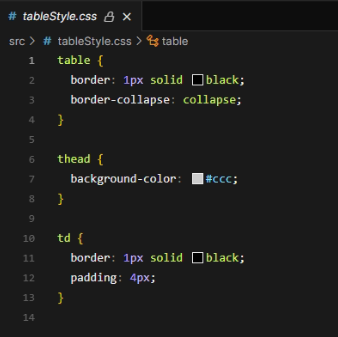 # tableStyle.css
src > # tableStyle.css > table
1 table {
2 border: 1px solid black;
3 border-collapse: collapse;
4 }
5
6 thead {
7 background-color: #ccc;
8 }
9
10 td {
11 border: 1px solid black;
12 padding: 4px;
13 }
14